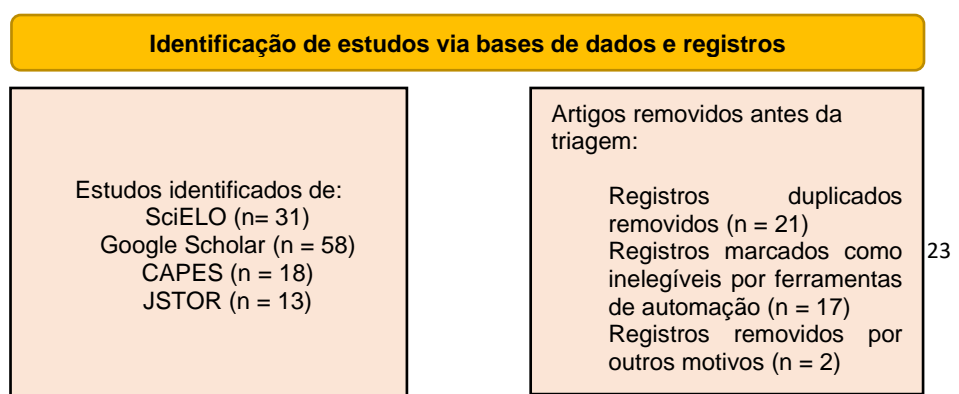 Identificação de estudos via bases de dados e registros
Estudos identificados de:
SciELO (n= 31)
Google Scholar (n = 58)
CAPES (n = 18)
JSTOR (n = 13)
Artigos removidos antes da
triagem:
Registros duplicados
removidos (n = 21)
Registros marcados como
inelegíveis por ferramentas
de automação (n = 17)
Registros removidos por
outros motivos (n = 2)
23